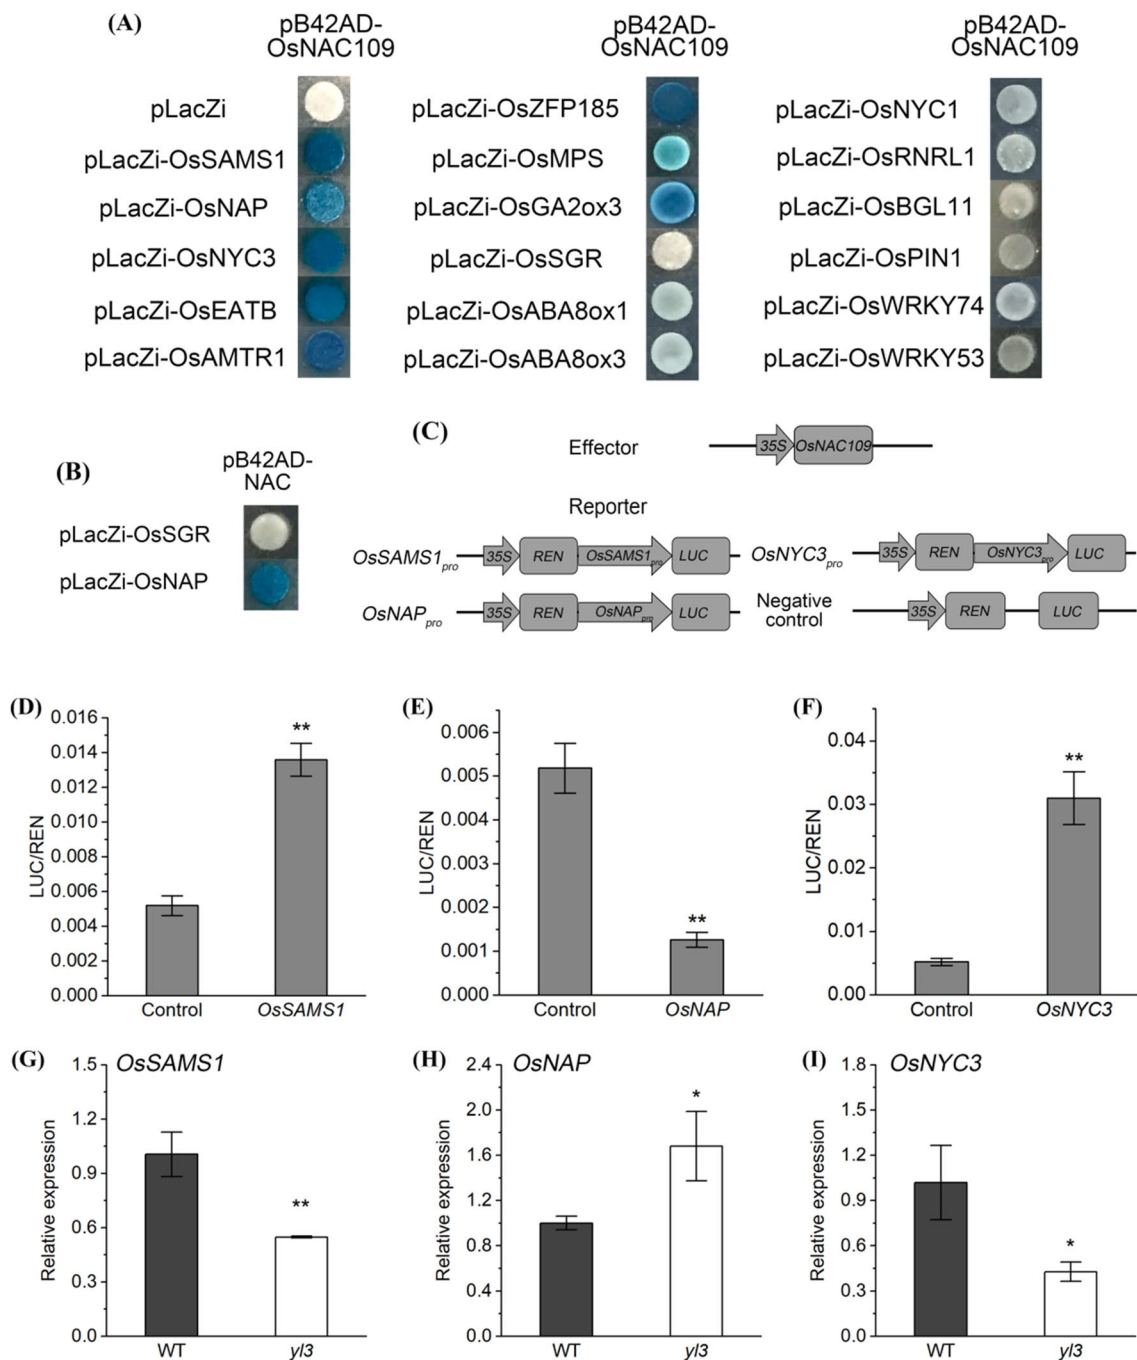 (A)
pB42AD-
OsNAC109
pLacZi
pLacZi-OsSAMS1
pLacZi-OsNAP
pLacZi-OsNYC3
pLacZi-OsEATB
pLacZi-OsAMTR1
pB42AD-
OsNAC109
pLacZi-OsZFP185
pLacZi-OsMPS
pLacZi-OsGA2ox3
pLacZi-OsSGR
pLacZi-OsABA8ox1
pLacZi-OsABA8ox3
pB42AD-
OsNAC109
pLacZi-OsNYC1
pLacZi-OsRNRL1
pLacZi-OsBGL11
pLacZi-OsPIN1
pLacZi-OsWRKY74
pLacZi-OsWRKY53
(B)
pB42AD-
NAC
pLacZi-OsSGR
pLacZi-OsNAP
(C)
Effector
35S OsNAC109
Reporter
OsSAMS1pro 35S REN OsSAMS1pro LUC
OsNYC3pro 35S REN OsNYC3pro LUC
OsNAPpro 35S REN OsNAPpro LUC
Negative
control
35S REN LUC
(D)
LUC/REN
0.016
0.014
0.012
0.010
0.008
0.006
0.004
0.002
0.000
**
Control OsSAMS1
(E)
LUC/REN
0.006
0.005
0.004
0.003
0.002
0.001
0.000
**
Control OsNAP
(F)
LUC/REN
0.04
0.03
0.02
0.01
0.00
**
Control OsNYC3
(G)
OsSAMS1
Relative expression
1.5
1.2
0.9
0.6
0.3
0.0
**
WT yl3
(H)
OsNAP
Relative expression
2.4
2.0
1.6
1.2
0.8
0.4
0.0
*
WT yl3
(I)
OsNYC3
Relative expression
1.8
1.5
1.2
0.9
0.6
0.3
0.0
*
WT yl3